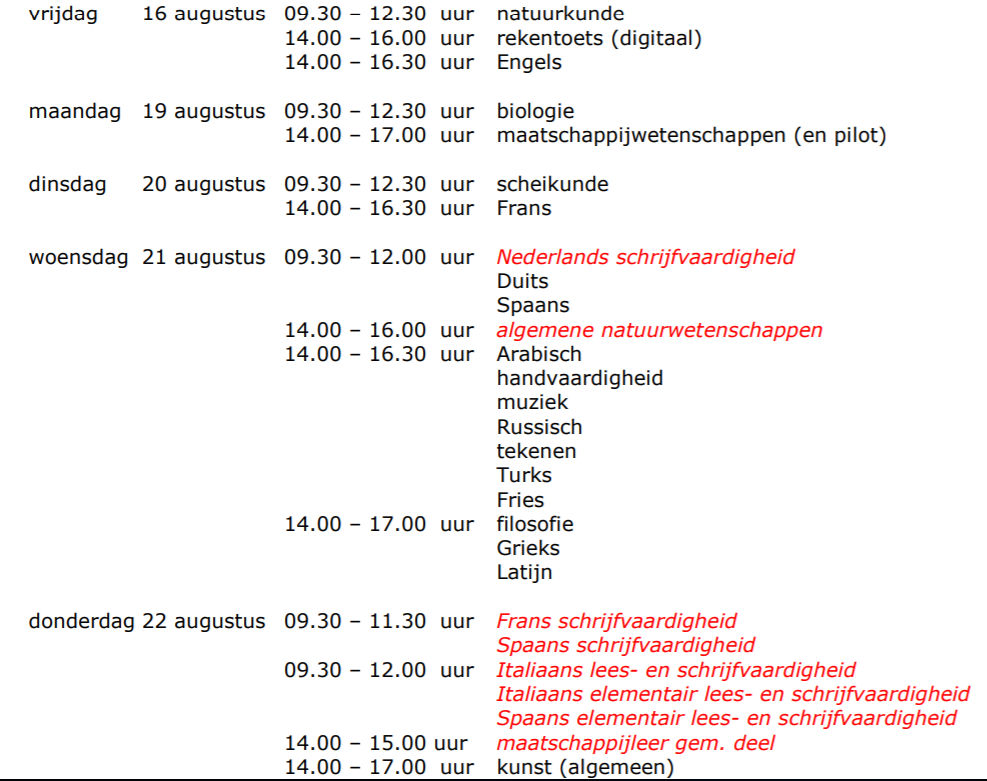 vrijdag 16 augustus 09.30 – 12.30 uur natuurkunde
14.00 – 16.00 uur rekentoets (digitaal)
14.00 – 16.30 uur Engels
maandag 19 augustus 09.30 – 12.30 uur biologie
14.00 – 17.00 uur maatschappijwetenschappen (en pilot)
dinsdag 20 augustus 09.30 – 12.30 uur scheikunde
14.00 – 16.30 uur Frans
woensdag 21 augustus 09.30 – 12.00 uur Nederlands schrijfvaardigheid
Duits
Spaans
14.00 – 16.00 uur algemene natuurwetenschappen
14.00 – 16.30 uur Arabisch
handvaardigheid
muziek
Russisch
tekenen
Turks
Fries
14.00 – 17.00 uur filosofie
Grieks
Latijn
donderdag 22 augustus 09.30 – 11.30 uur Frans schrijfvaardigheid
Spaans schrijfvaardigheid
09.30 – 12.00 uur Italiaans lees- en schrijfvaardigheid
Italiaans elementair lees- en schrijfvaardigheid
Spaans elementair lees- en schrijfvaardigheid
14.00 – 15.00 uur maatschappijleer gem. deel
14.00 – 17.00 uur kunst (algemeen)